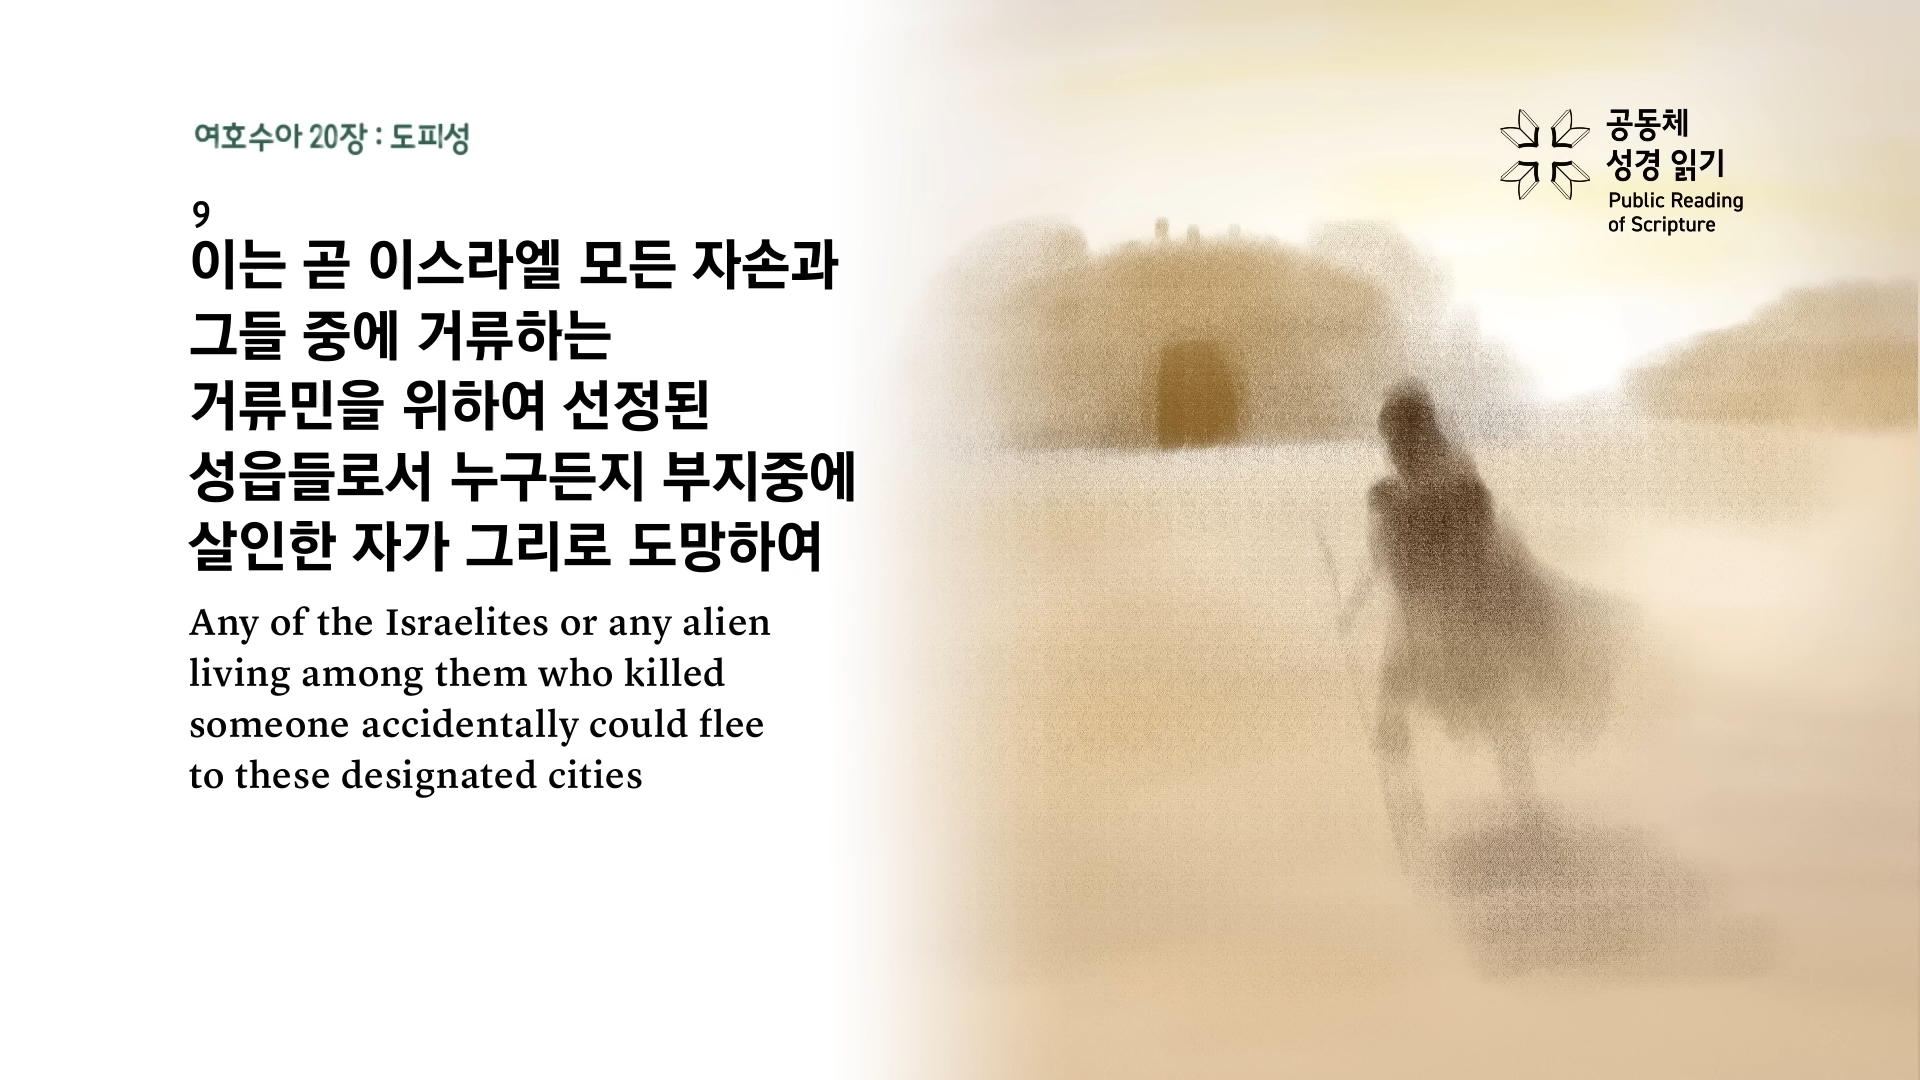 여호수아 20장 : 도피성
공동체
성경 읽기
Public Reading
of Scripture
9
이는 곧 이스라엘 모든 자손과
그들 중에 거류하는
거류민을 위하여 선정된
성읍들로서 누구든지 부지중에
살인한 자가 그리로 도망하여
Any of the Israelites or any alien
living among them who killed
someone accidentally could flee
to these designated cities